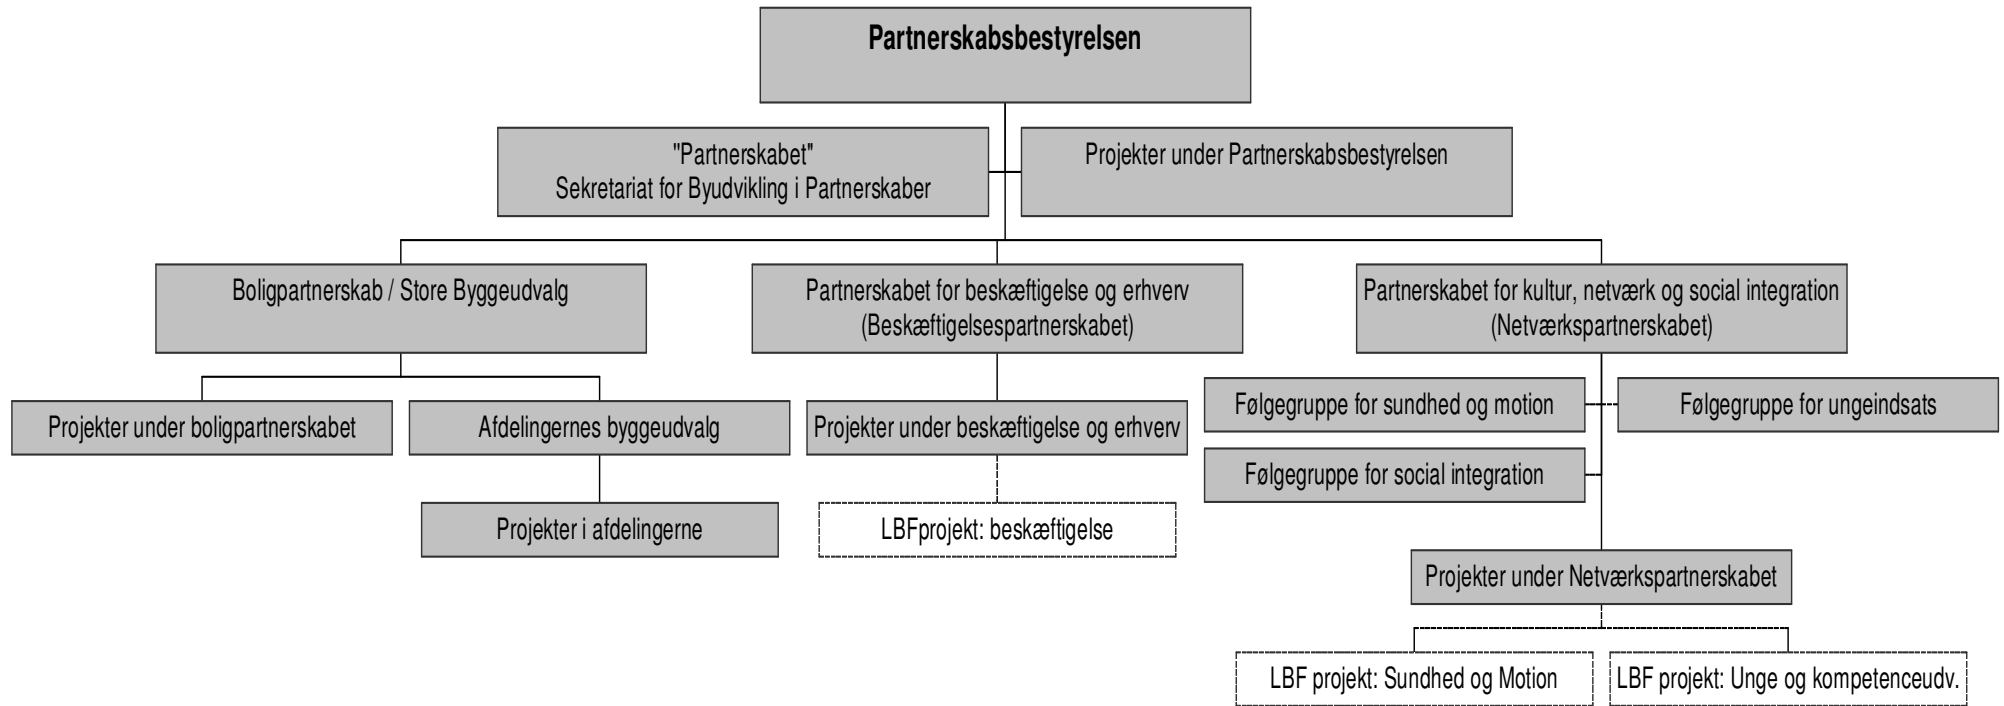 Partnerskabsbestyrelsen
"Partnerskabet"
Sekretariat for Byudvikling i Partnerskaber
Projekter under Partnerskabsbestyrelsen
Boligpartnerskab / Store Byggeudvalg
Partnerskabet for beskæftigelse og erhverv
(Beskæftigelsespartnerskabet)
Partnerskabet for kultur, netværk og social integration
(Netværkspartnerskabet)
Projekter under boligpartnerskabet
Afdelingernes byggeudvalg
Projekter under beskæftigelse og erhverv
Følgegruppe for sundhed og motion
Følgegruppe for ungeindsats
Følgegruppe for social integration
Projekter i afdelingerne
LBFprojekt: beskæftigelse
Projekter under Netværkspartnerskabet
LBF projekt: Sundhed og Motion
LBF projekt: Unge og kompetenceudv.